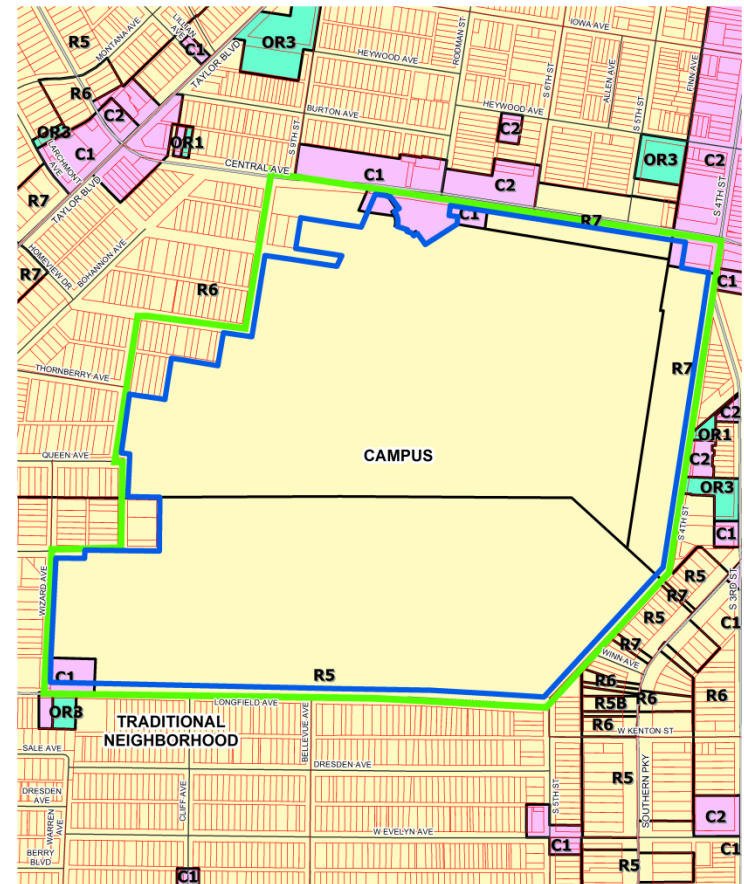 LILLIAN AVE
C1
R5
MONTANA AVE
OR3
TAYLOR BLVD
HEYWOOD AVE
RODMAN ST
IOWA AVE
S 6TH ST
ALLEN AVE
FINN AVE
R6
C2
BURTON AVE
S 9TH ST
HEYWOOD AVE
C2
S 5TH ST
OR3
C1
LARCHMONT AVE
OR1
OR3
C2
CENTRAL AVE
C1
C2
S 4TH ST
R7
TAYLOR BLVD
C1
R7
HOMEVIEW DR
BOHANNON AVE
R7
C1
R6
R7
THORNBERRY AVE
C2
OR1
QUEEN AVE
CAMPUS
C2
OR3
S 4TH ST
C1
WIZARD AVE
R5
R7
R5
S 3RD ST
C1
R7
WINN AVE
C1
R5
R6
R6
R6
OR3
LONGFIELD AVE
R5B
TRADITIONAL
NEIGHBORHOOD
R6
W KENTON ST
SALE AVE
BELLEVUE AVE
DRESDEN AVE
R5
DRESDEN AVE
CLIFF AVE
S 5TH ST
SOUTHERN PKY
C2
WARREN AVE
W EVELYN AVE
C1
C1
BERRY BLVD
R5
C1